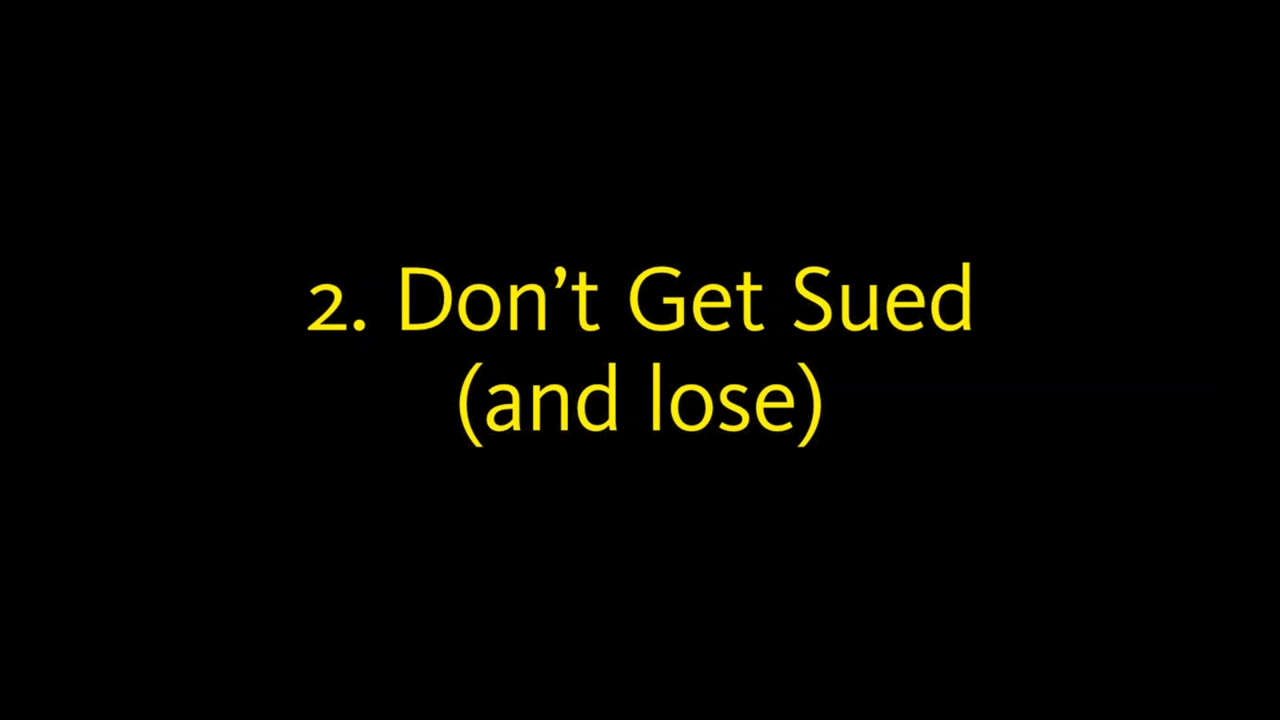 2. Don’t Get Sued
(and lose)